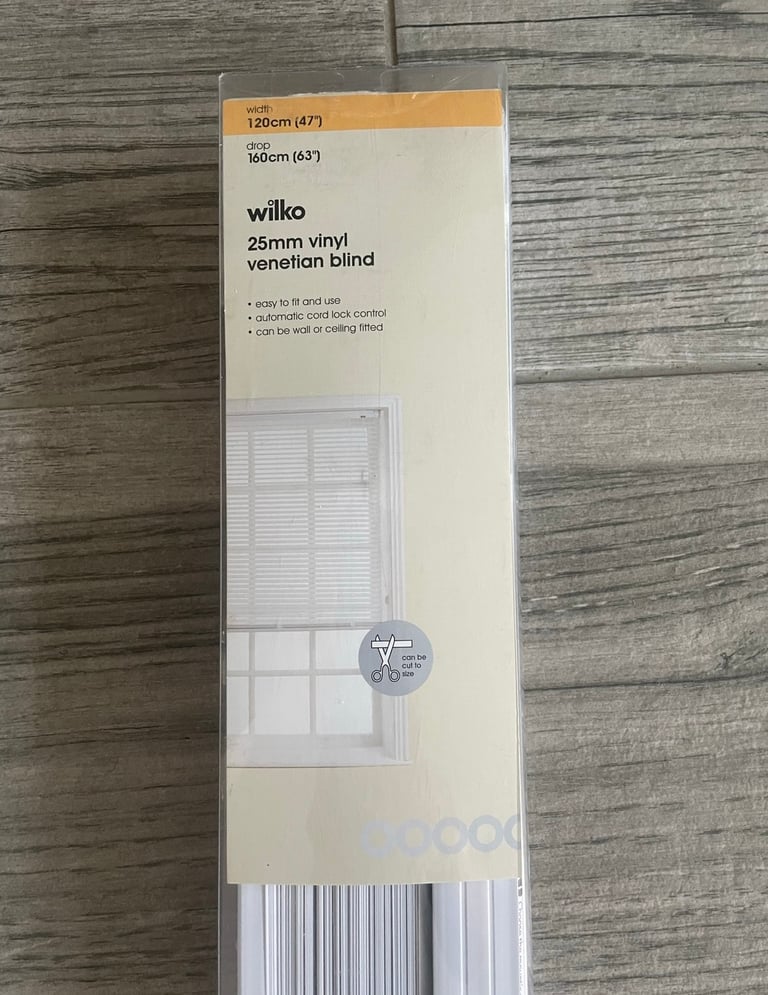 width
120cm (47")
drop
160cm (63")
wilko
25mm vinyl
venetian blind
• easy to fit and use
• automatic cord lock control
• can be wall or ceiling fitted
can be
cut to
size